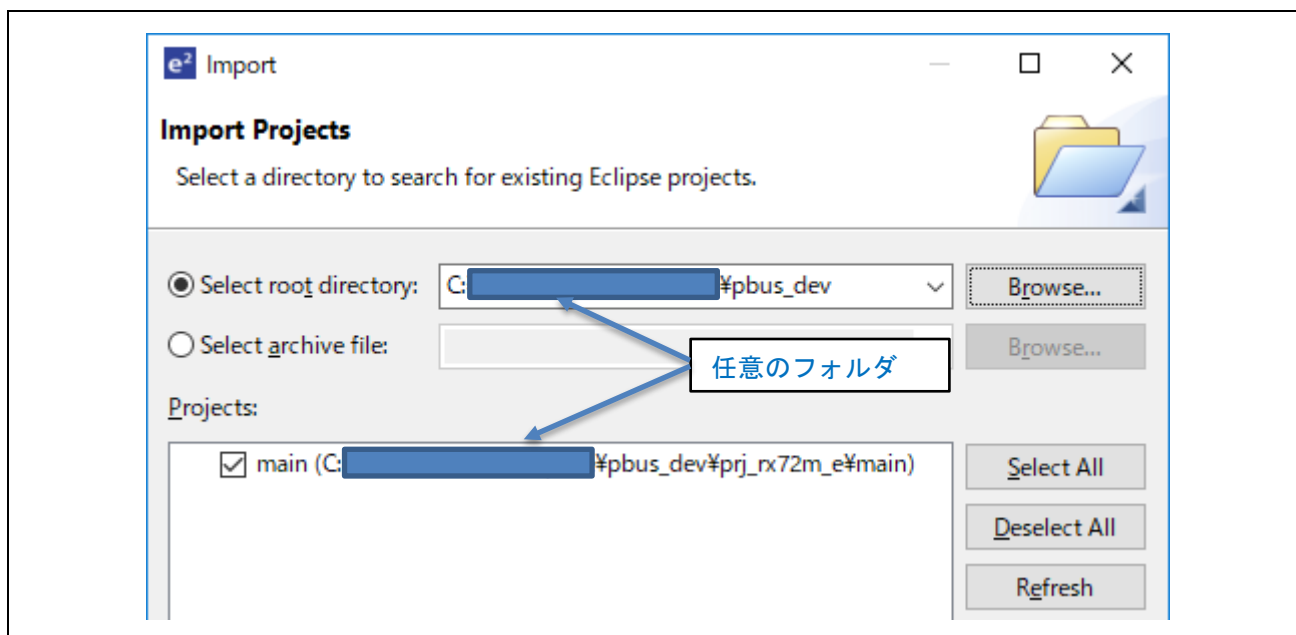 e² Import
Import Projects
Select a directory to search for existing Eclipse projects.
Select root directory: C: ¥pbus_dev Browse...
Select archive file: Browse...
任意のフォルダ
Projects:
main (C: ¥pbus_dev¥prj_rx72m_e¥main) Select All
Deselect All
Refresh